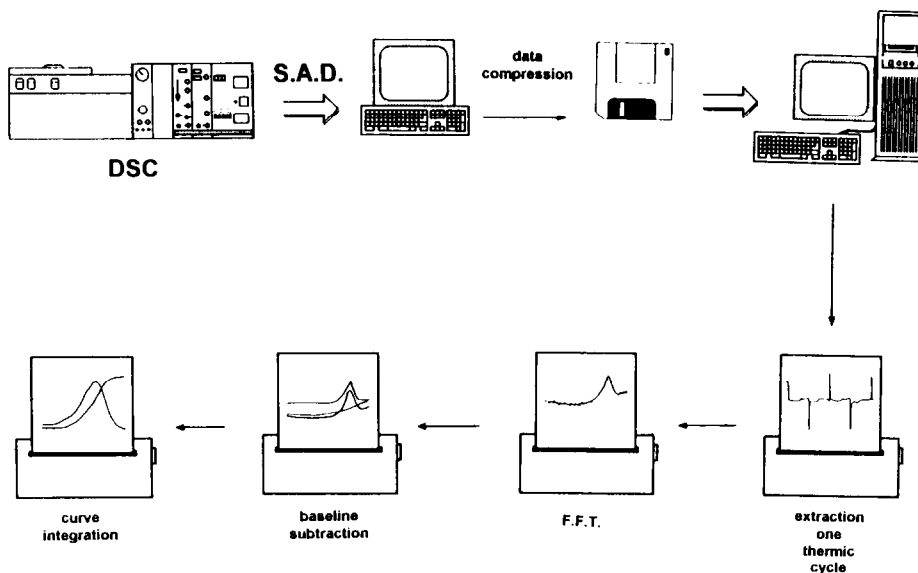 S.A.D.
data
compression
DSC
curve
integration
baseline
subtraction
F.F.T.
extraction
one
thermic
cycle